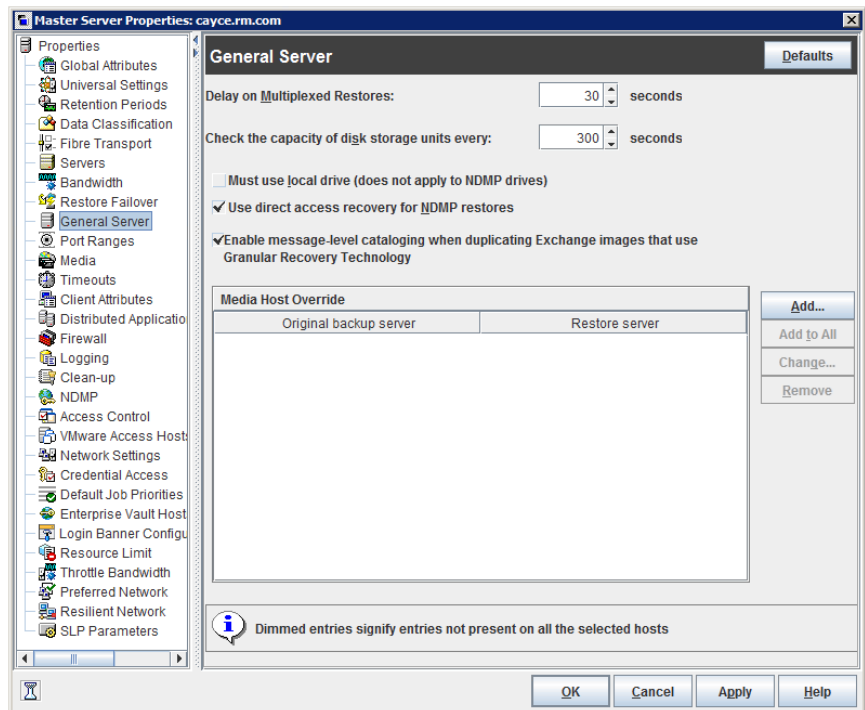 Master Server Properties: cayce.rm.com
Properties
Global Attributes
Universal Settings
Retention Periods
Data Classification
Fibre Transport
Servers
Bandwidth
Restore Failover
General Server
Port Ranges
Media
Timeouts
Client Attributes
Distributed Applicatio
Firewall
Logging
Clean-up
NDMP
Access Control
VMware Access Hosts
Network Settings
Credential Access
Default Job Priorities
Enterprise Vault Host
Login Banner Configu
Resource Limit
Throttle Bandwidth
Preferred Network
Resilient Network
SLP Parameters
General Server
Defaults
Delay on Multiplexed Restores: 30 seconds
Check the capacity of disk storage units every: 300 seconds
Must use local drive (does not apply to NDMP drives)
Use direct access recovery for NDMP restores
Enable message-level cataloging when duplicating Exchange images that use
Granular Recovery Technology
Media Host Override
Original backup server Restore server
Add...
Add to All
Change...
Remove
Dimmed entries signify entries not present on all the selected hosts
OK Cancel Apply Help